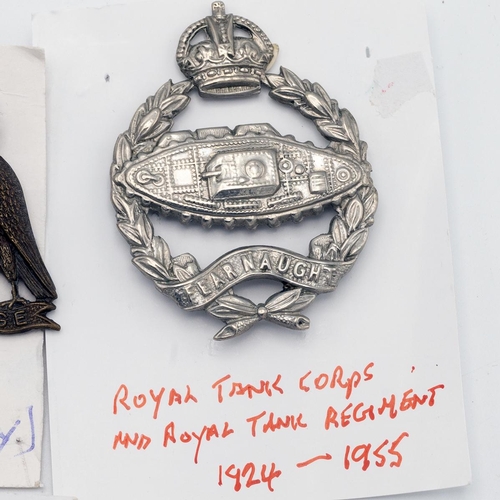 FEAR NAUGHT
ROYAL TANK CORPS
AND ROYAL TANK REGIMENT
1924 – 1955